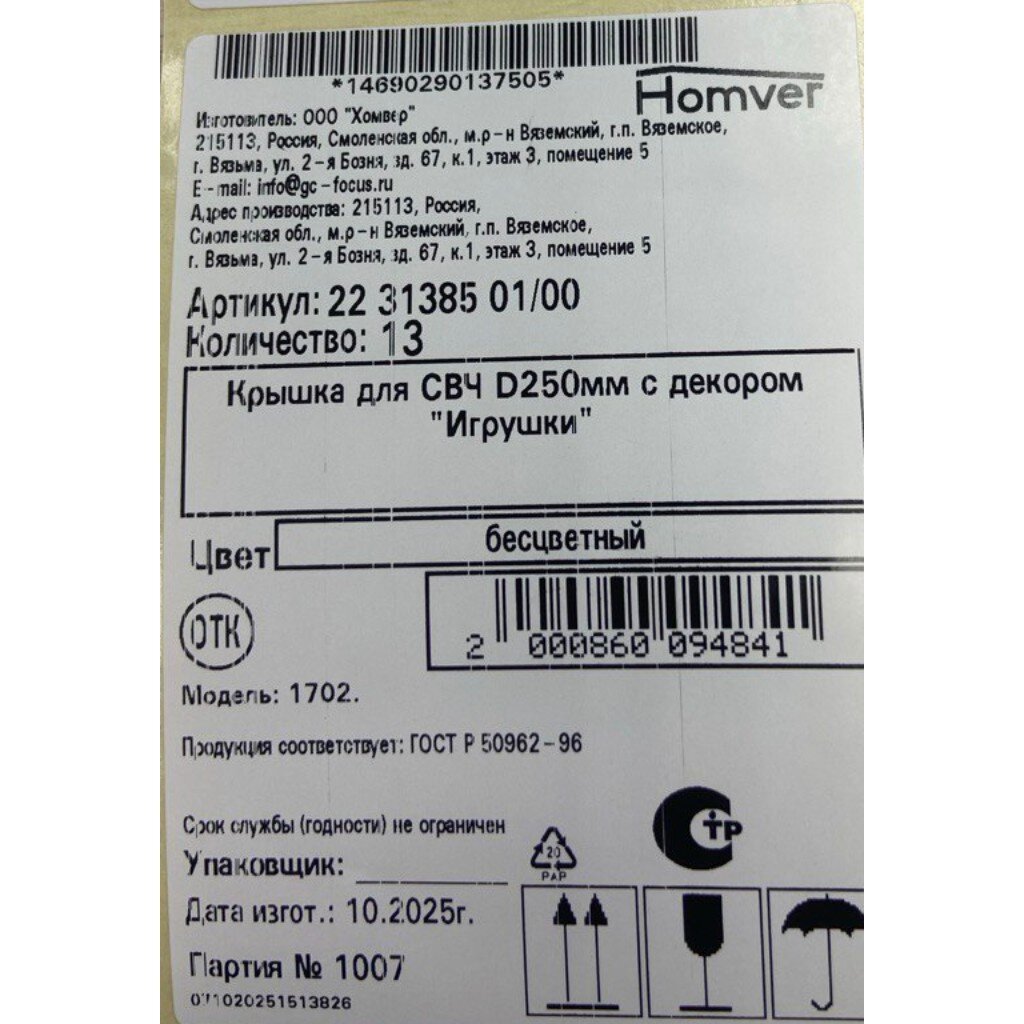 *14690290137505*
Homver
Изготовитель: ООО "Хомвер"
215113, Россия, Смоленская обл., м.р-н Вяземский, г.п. Вяземское,
г. Вязьма, ул. 2-я Бозня, зд. 67, к.1, этаж 3, помещение 5
E-mail: info@gc-focus.ru
Адрес производства: 215113, Россия,
Смоленская обл., м.р-н Вяземский, г.п. Вяземское,
г. Вязьма, ул. 2-я Бозня, зд. 67, к.1, этаж 3, помещение 5
Артикул: 22 31385 01/00
Количество: 13
Крышка для СВЧ D250мм с декором
"Игрушки"
Цвет бесцветный
ОТК
2 000860 094841
Модель: 1702.
Продукция соответствует: ГОСТ Р 50962-96
Срок службы (годности) не ограничен
Упаковщик:
20
PAP
СТР
Дата изгот.: 10.2025г.
Партия № 1007
071020251513826